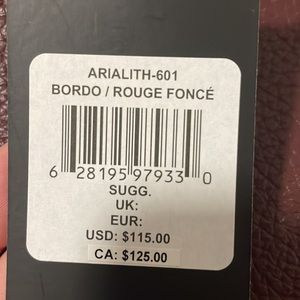 ARIALITH-601
BORDO / ROUGE FONCÉ
6 28195 97933 0
SUGG.
UK:
EUR:
USD: $115.00
CA: $125.00